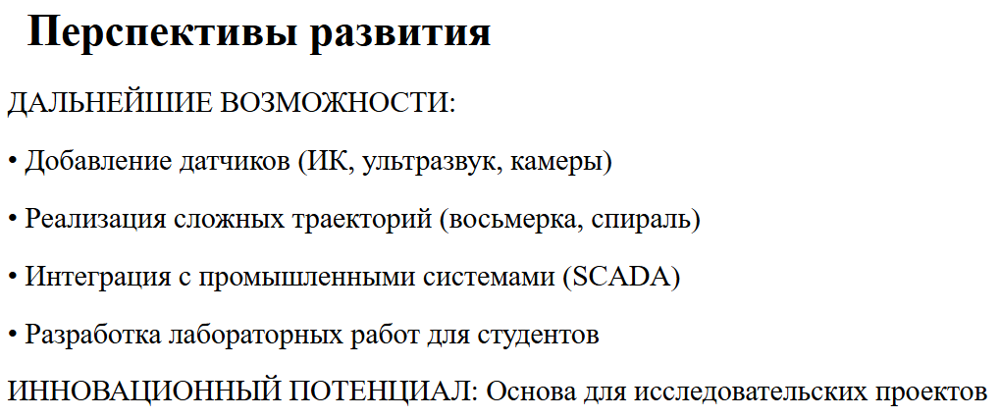 Перспективы развития
ДАЛЬНЕЙШИЕ ВОЗМОЖНОСТИ:
• Добавление датчиков (ИК, ультразвук, камеры)
• Реализация сложных траекторий (восьмерка, спираль)
• Интеграция с промышленными системами (SCADA)
• Разработка лабораторных работ для студентов
ИННОВАЦИОННЫЙ ПОТЕНЦИАЛ: Основа для исследовательских проектов